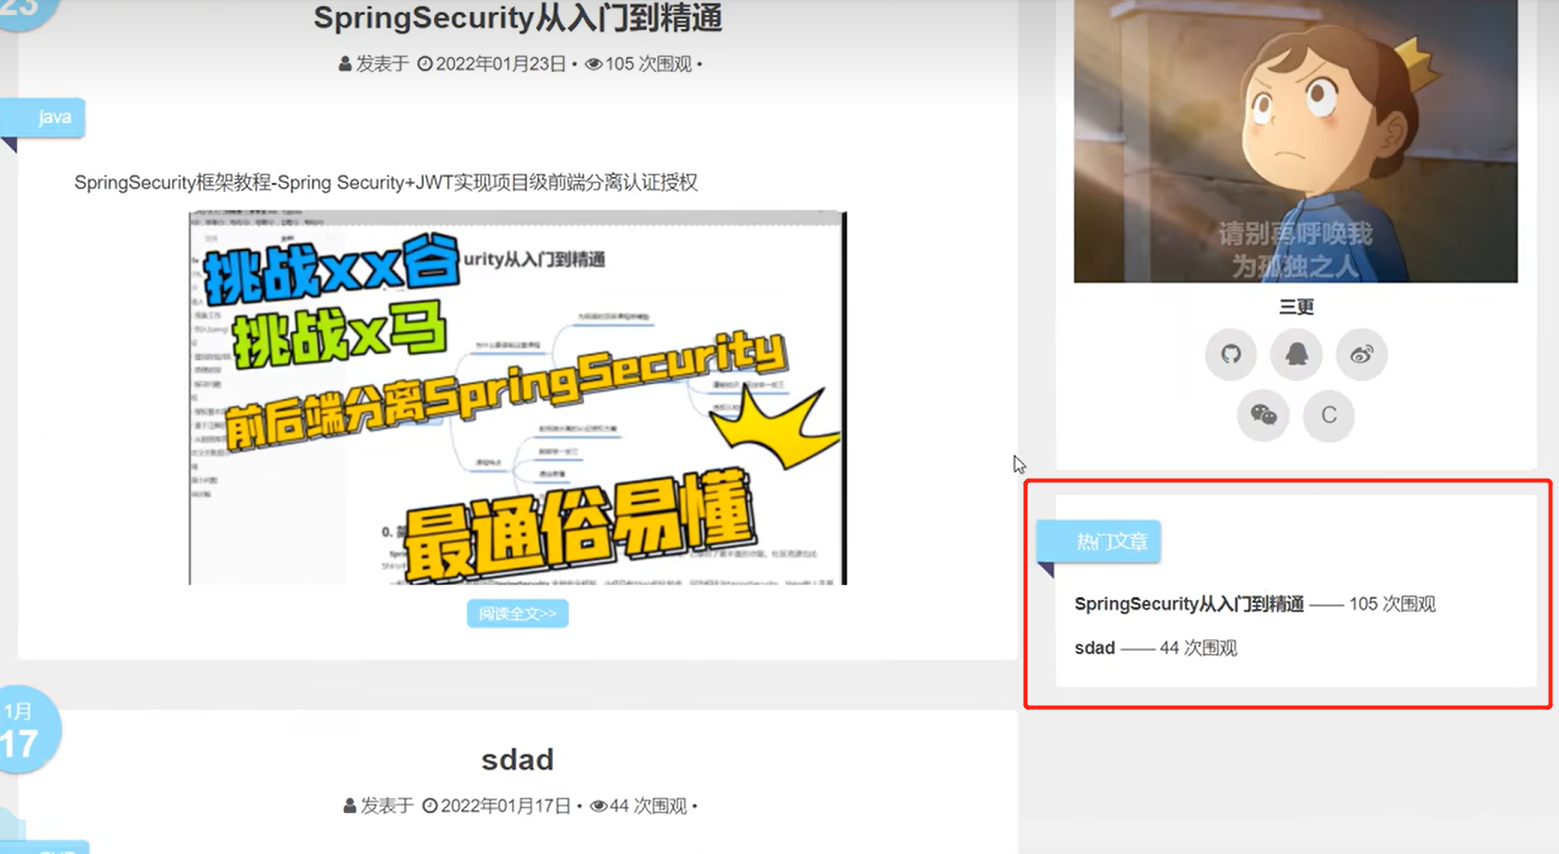 23
SpringSecurity从入门到精通
发表于 2022年01月23日 • 105 次围观 •
java
SpringSecurity框架教程-Spring Security+JWT实现项目级前端分离认证授权
urity从入门到精通
挑战xx谷
挑战x马
前后端分离SpringSecurity
最通俗易懂
阅读全文>>
1月
17
sdad
发表于 2022年01月17日 • 44 次围观 •
请别再呼唤我
为孤独之人
三更
C
热门文章
SpringSecurity从入门到精通 —— 105 次围观
sdad —— 44 次围观